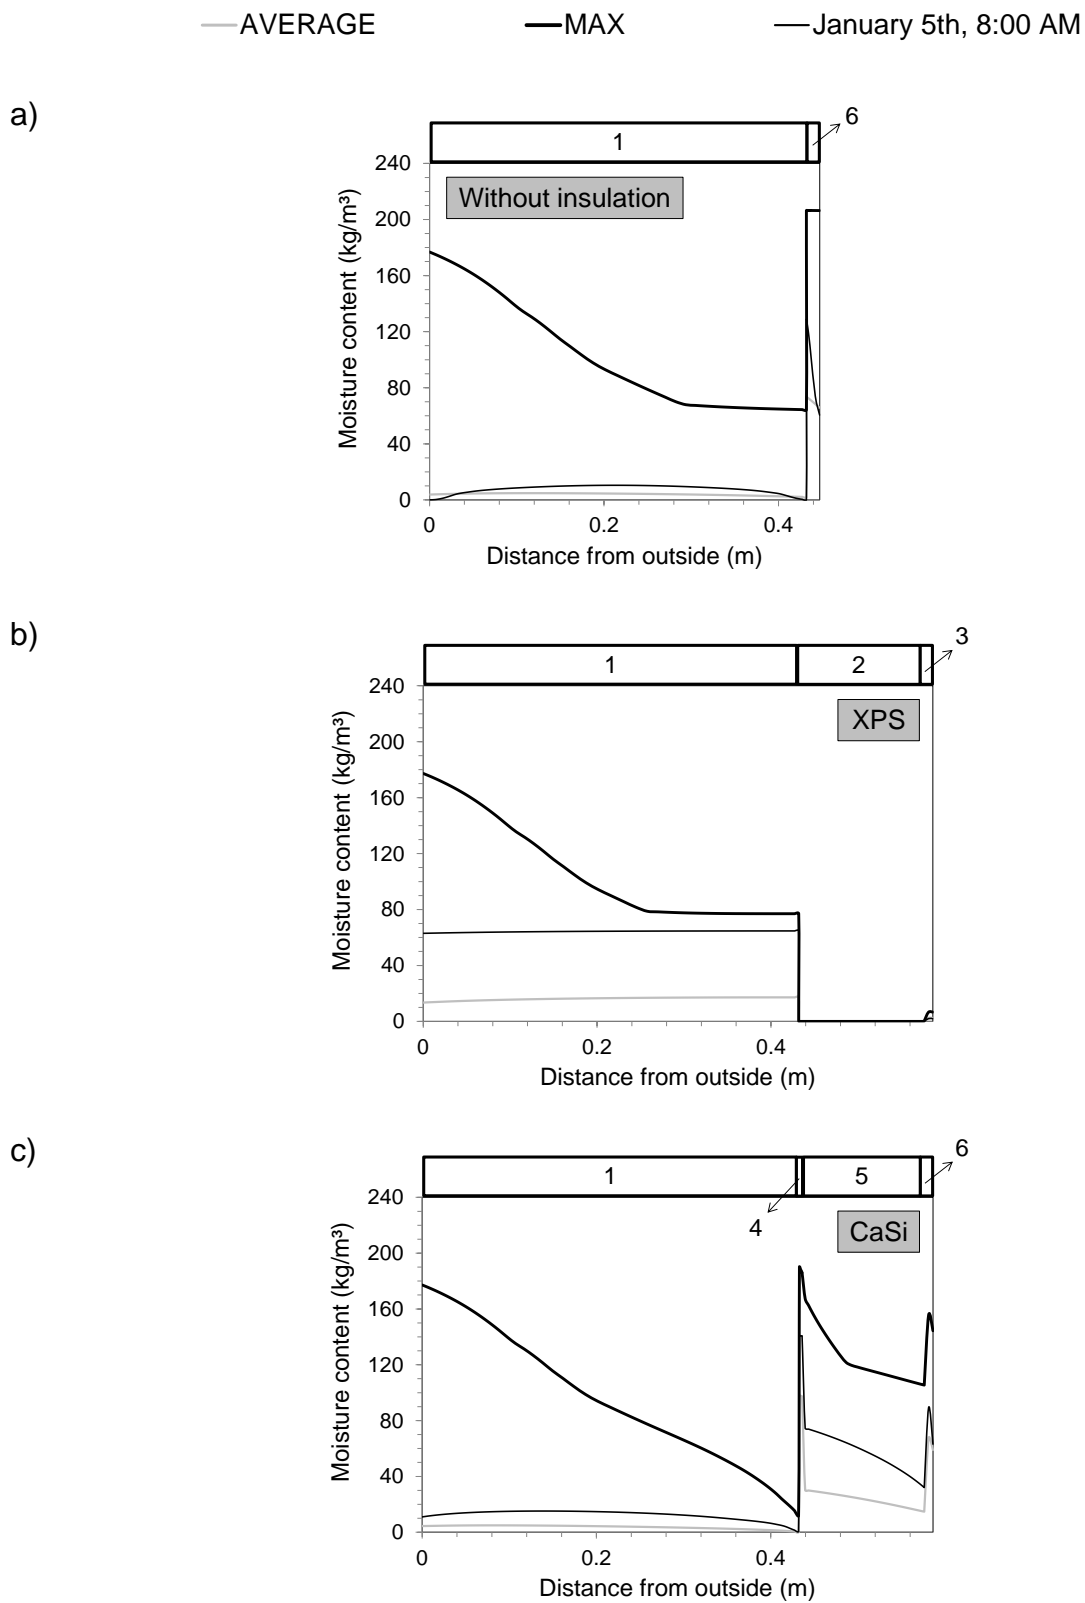 AVERAGE MAX January 5th, 8:00 AM
a)
6
1
240
Without insulation
200
160
120
80
40
0
0 0.2 0.4
Moisture content (kg/m³)
Distance from outside (m)
b)
3
1 2
240
XPS
200
160
120
80
40
0
0 0.2 0.4
Moisture content (kg/m³)
Distance from outside (m)
c)
6
1 5
4
240
CaSi
200
160
120
80
40
0
0 0.2 0.4
Moisture content (kg/m³)
Distance from outside (m)